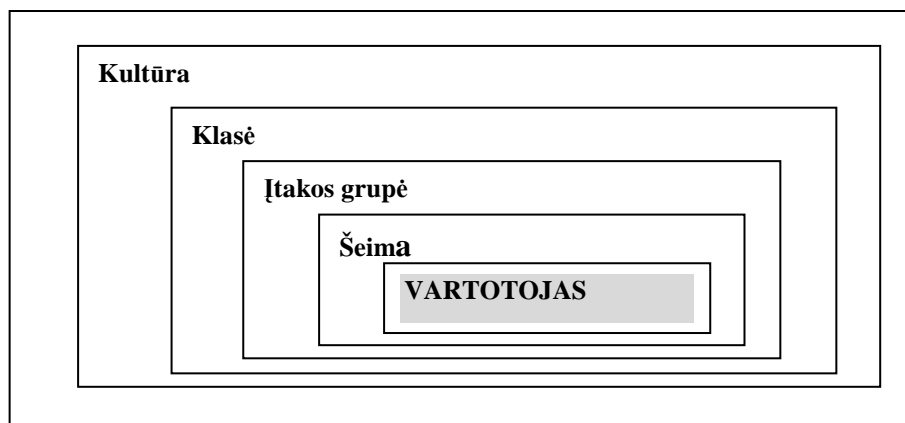 Kultūra
Klasė
Įtakos grupė
Šeima
VARTOTOJAS